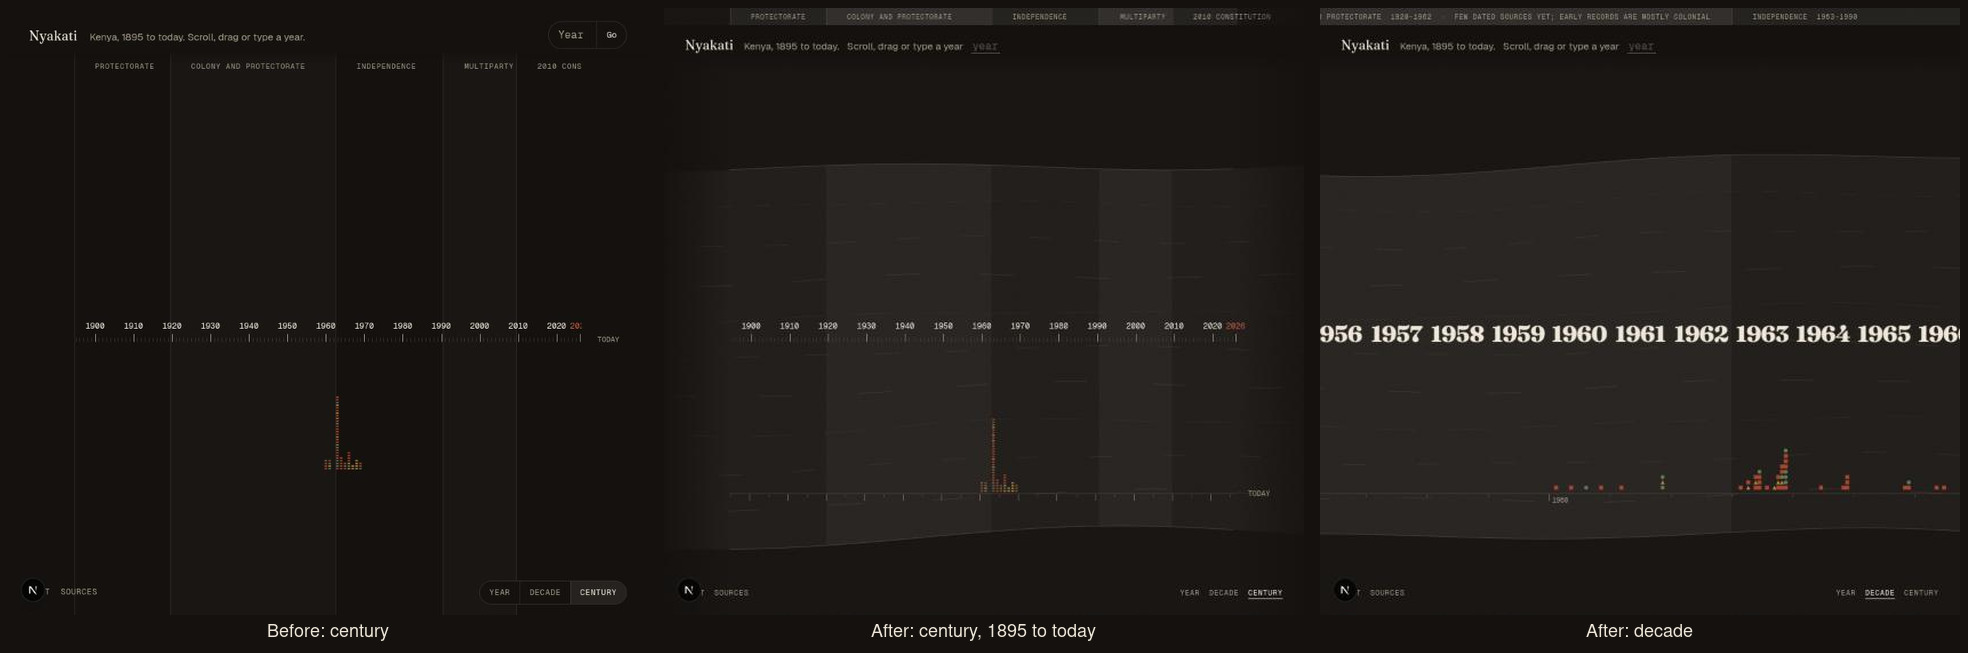 Nyakati Kenya, 1895 to today. Scroll, drag or type a year.
Year Go
PROTECTORATE COLONY AND PROTECTORATE INDEPENDENCE MULTIPARTY 2010 CONS
1900 1910 1920 1930 1940 1950 1960 1970 1980 1990 2000 2010 2020 20
TODAY
N T SOURCES
YEAR DECADE CENTURY
Before: century
PROTECTORATE COLONY AND PROTECTORATE INDEPENDENCE MULTIPARTY 2010 CONSTITUTION
Nyakati Kenya, 1895 to today. Scroll, drag or type a year year
1900 1910 1920 1930 1940 1950 1960 1970 1980 1990 2000 2010 2020 2026
TODAY
N T SOURCES
YEAR DECADE CENTURY
After: century, 1895 to today
PROTECTORATE 1920-1962 · FEW DATED SOURCES YET; EARLY RECORDS ARE MOSTLY COLONIAL INDEPENDENCE 1963-1990
Nyakati Kenya, 1895 to today. Scroll, drag or type a year year
956 1957 1958 1959 1960 1961 1962 1963 1964 1965 196
1960
N T SOURCES
YEAR DECADE CENTURY
After: decade